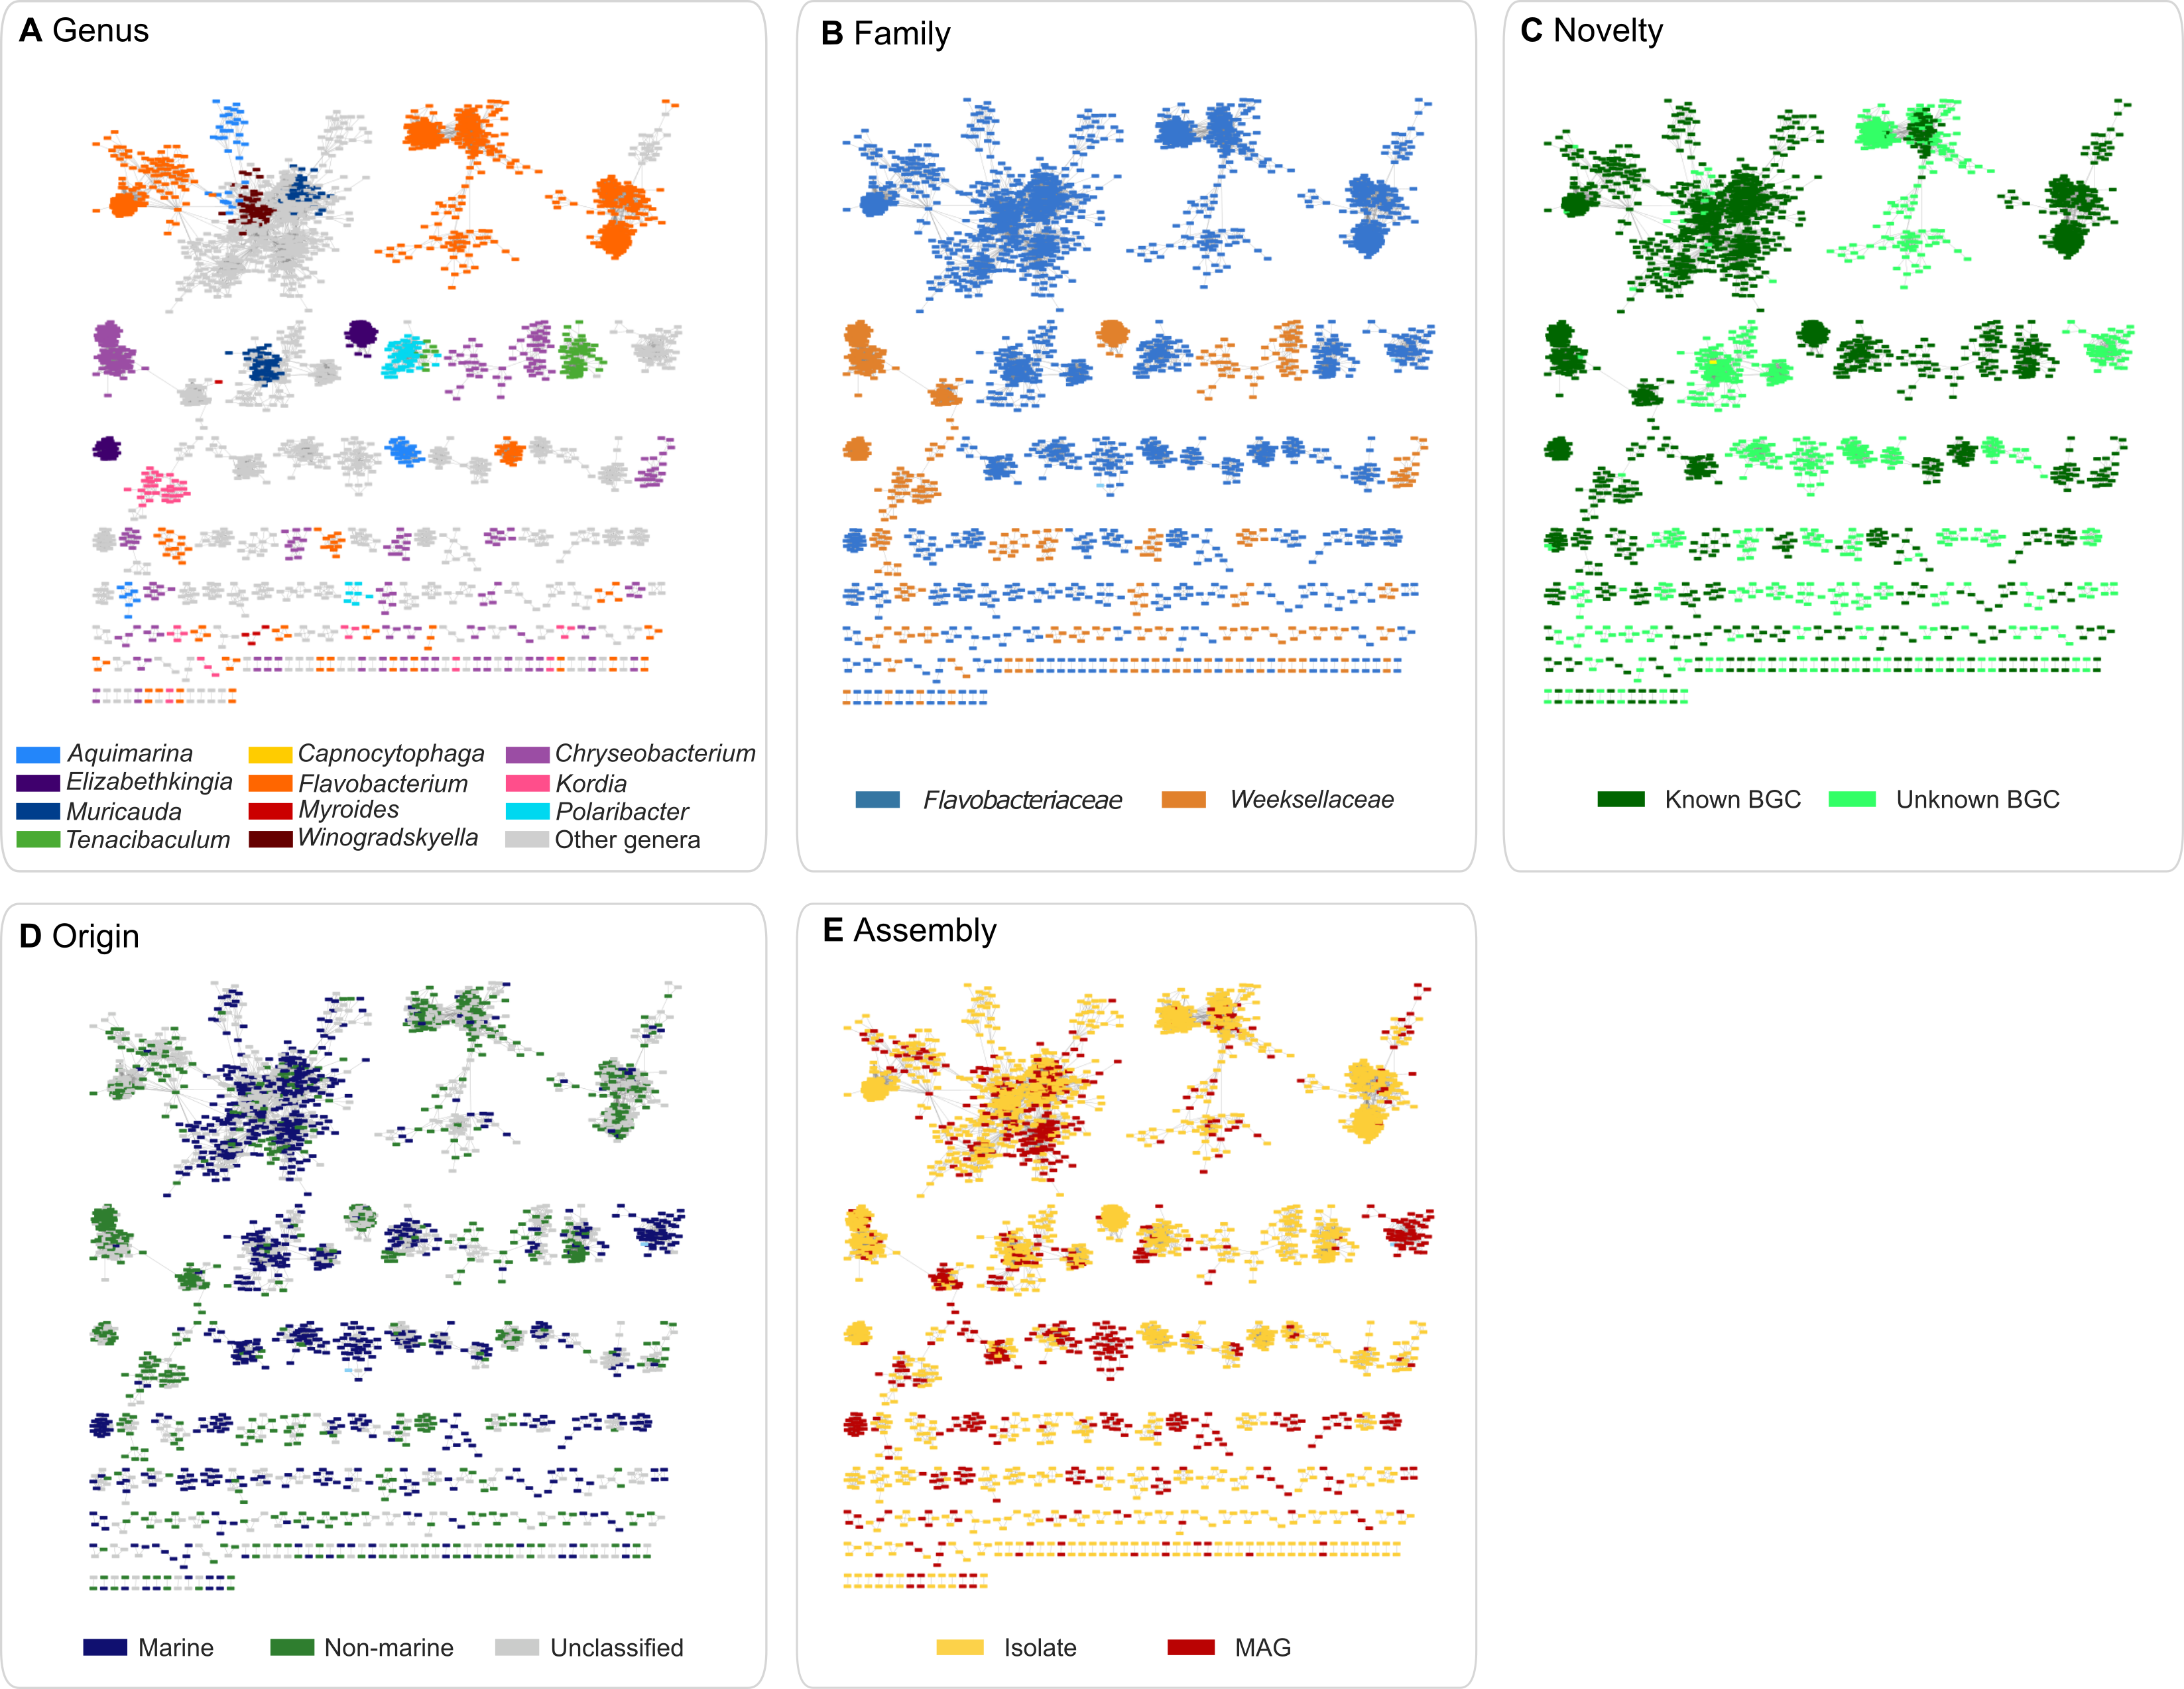 A Genus
B Family
C Novelty
Aquimarina
Capnocytophaga
Chryseobacterium
Elizabethkingia
Flavobacterium
Kordia
Muricauda
Myroides
Polaribacter
Tenacibaculum
Winogradskyella
Other genera
Flavobacteriaceae
Weeksellaceae
Known BGC
Unknown BGC
D Origin
E Assembly
Marine
Non-marine
Unclassified
Isolate
MAG